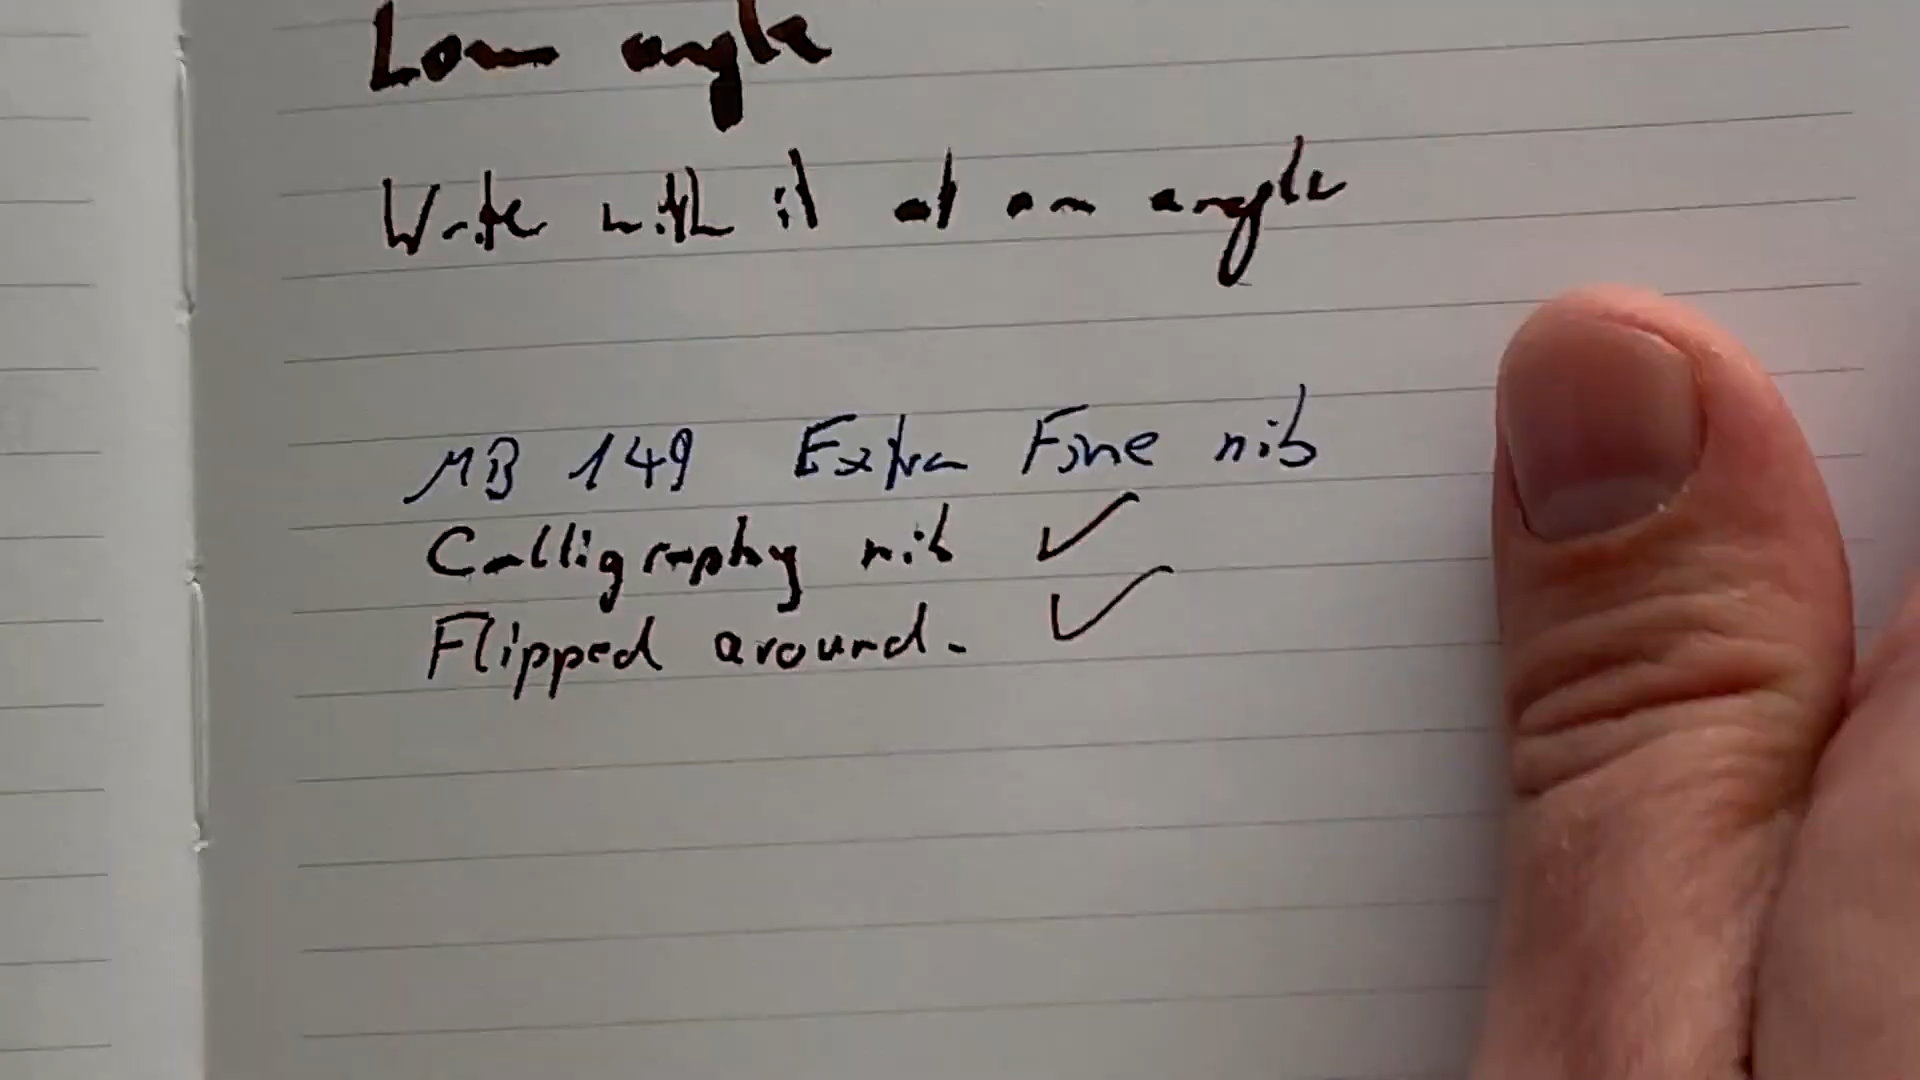 Low angle
Write with it at an angle
MB 149 Extra Fine nib
Calligraphy nib ✓
Flipped around. ✓